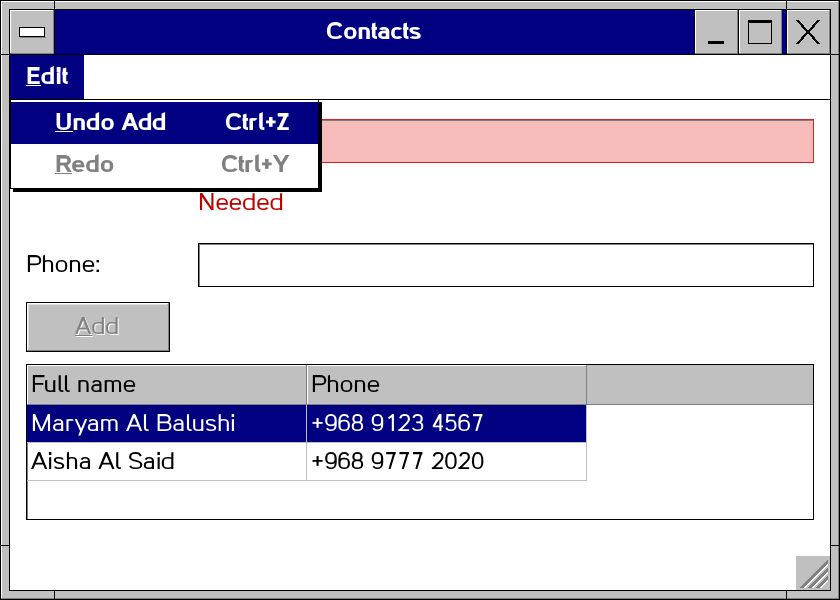 Contacts
Edit
Undo Add Ctrl+Z
Redo Ctrl+Y
Needed
Phone:
Add
Full name Phone
Maryam Al Balushi +968 9123 4567
Aisha Al Said +968 9777 2020